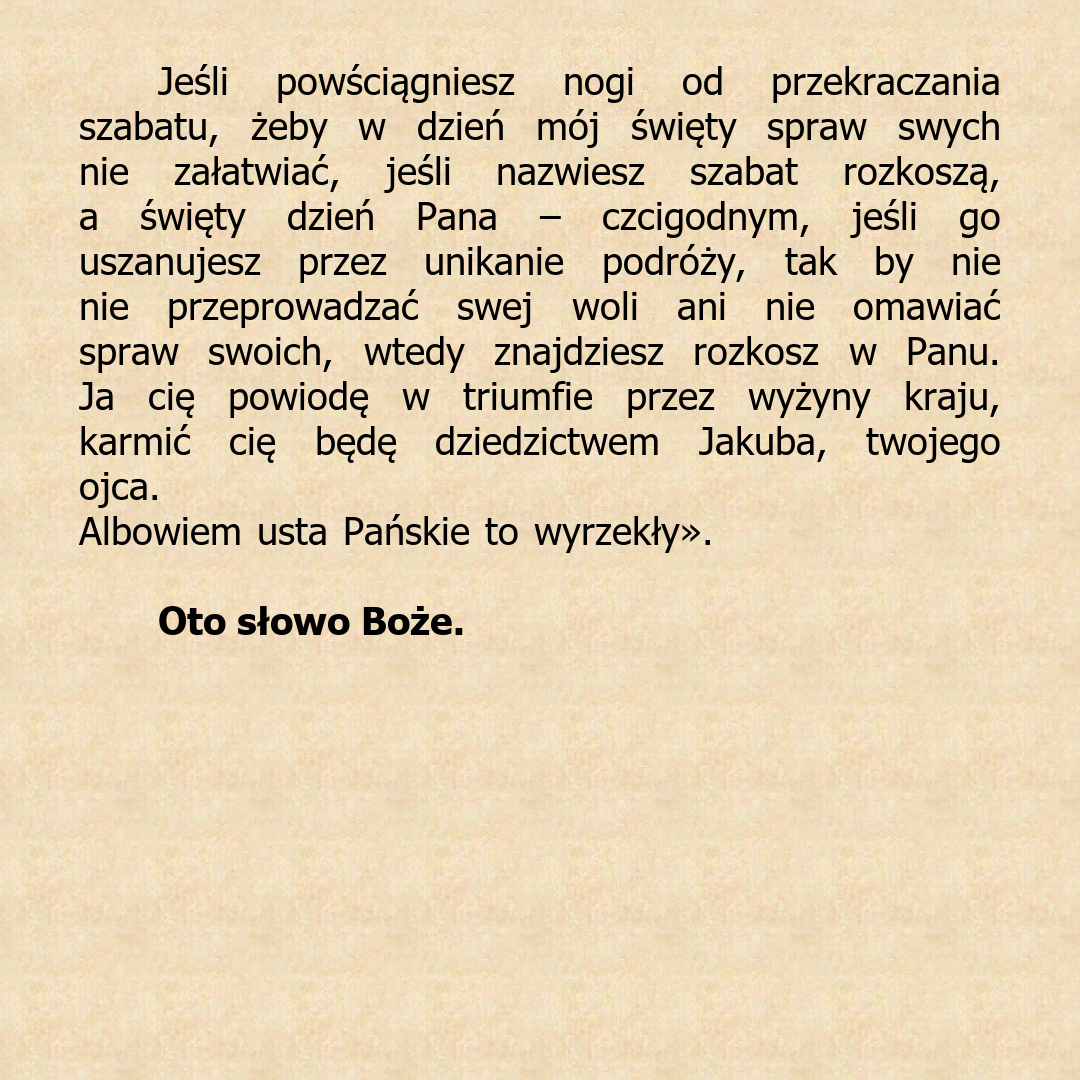 Jeśli powściągniesz nogi od przekraczania
szabatu, żeby w dzień mój święty spraw swych
nie załatwiać, jeśli nazwiesz szabat rozkoszą,
a święty dzień Pana – czcigodnym, jeśli go
uszanujesz przez unikanie podróży, tak by nie
nie przeprowadzać swej woli ani nie omawiać
spraw swoich, wtedy znajdziesz rozkosz w Panu.
Ja cię powiodę w triumfie przez wyżyny kraju,
karmić cię będę dziedzictwem Jakuba, twojego
ojca.
Albowiem usta Pańskie to wyrzekły».
Oto słowo Boże.